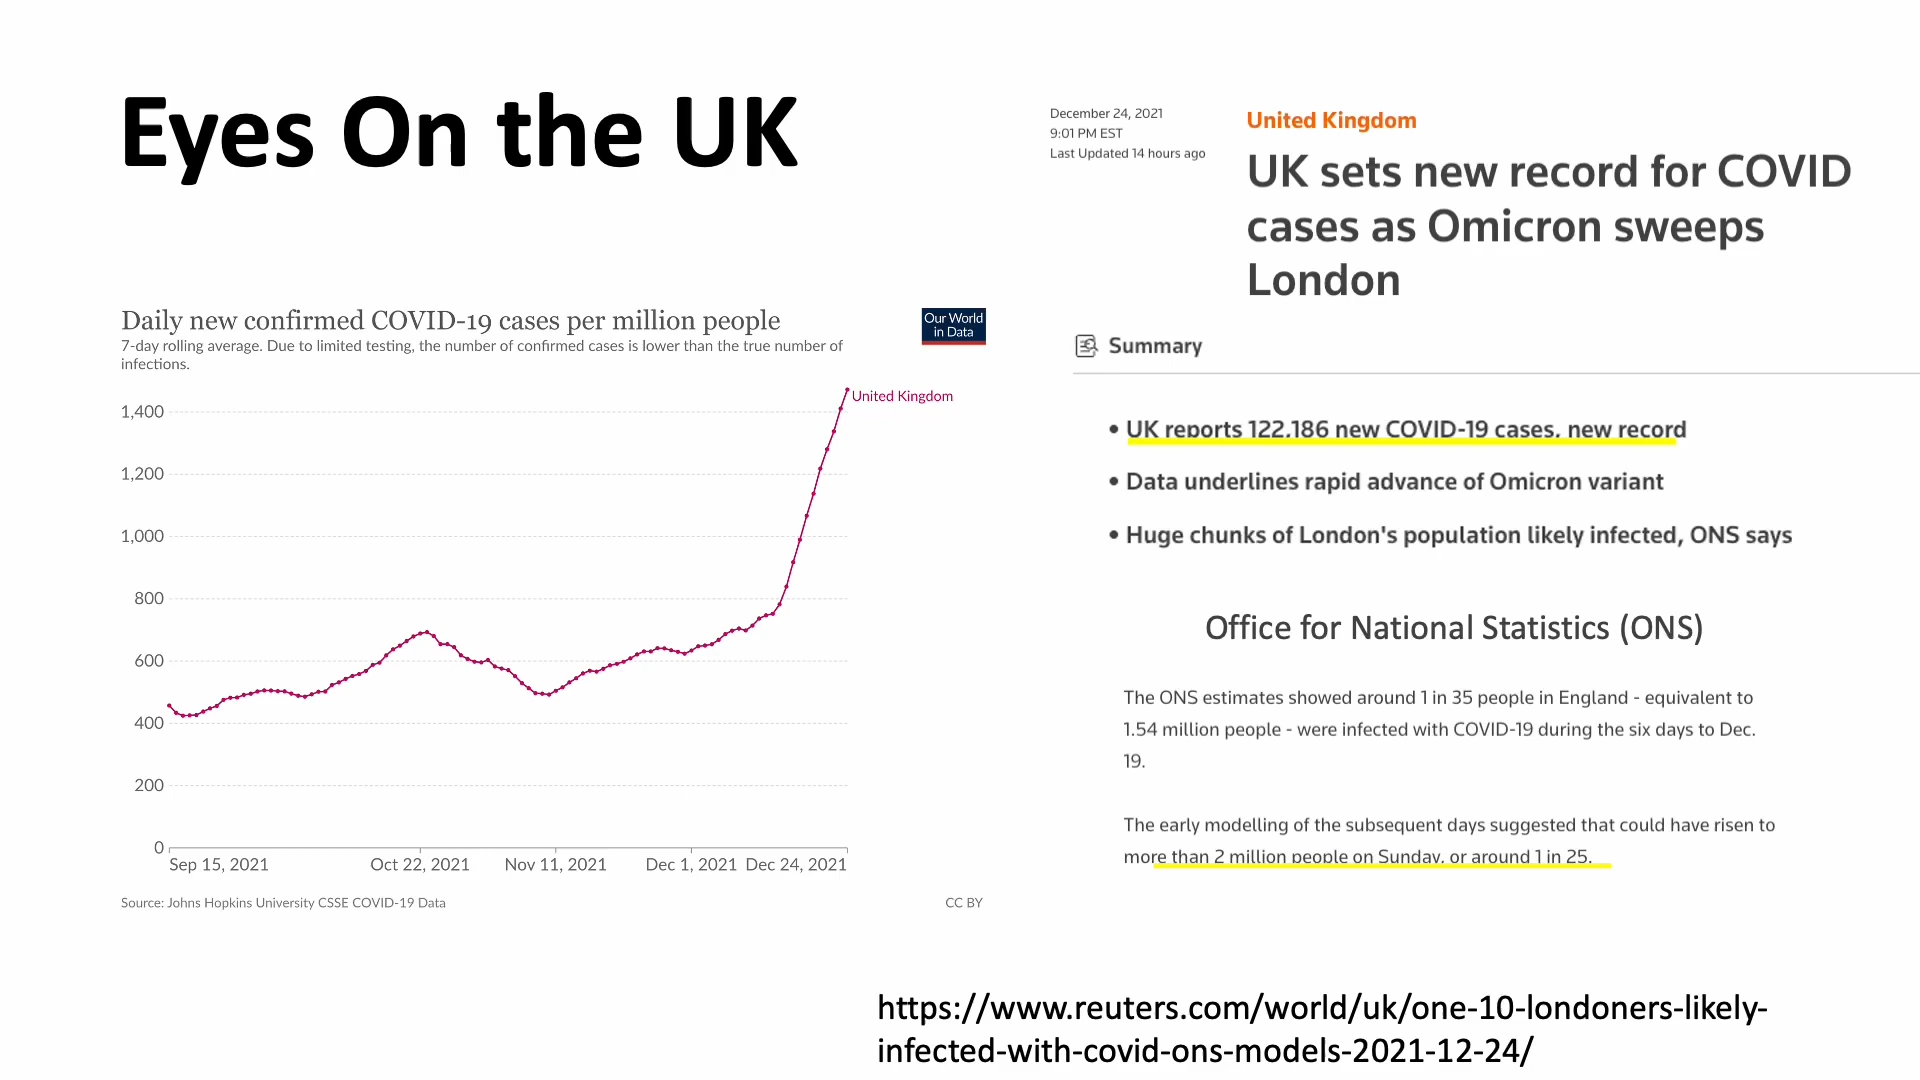 Eyes On the UK
Daily new confirmed COVID-19 cases per million people
7-day rolling average. Due to limited testing, the number of confirmed cases is lower than the true number of
infections.
Our World
in Data
United Kingdom
1,400
1,200
1,000
800
600
400
200
0
Sep 15, 2021
Oct 22, 2021
Nov 11, 2021
Dec 1, 2021
Dec 24, 2021
Source: Johns Hopkins University CSSE COVID-19 Data
CC BY
December 24, 2021
9:01 PM EST
Last Updated 14 hours ago
United Kingdom
UK sets new record for COVID
cases as Omicron sweeps
London
Summary
• UK reports 122,186 new COVID-19 cases, new record
• Data underlines rapid advance of Omicron variant
• Huge chunks of London's population likely infected, ONS says
Office for National Statistics (ONS)
The ONS estimates showed around 1 in 35 people in England - equivalent to
1.54 million people - were infected with COVID-19 during the six days to Dec.
19.
The early modelling of the subsequent days suggested that could have risen to
more than 2 million people on Sunday, or around 1 in 25.
https://www.reuters.com/world/uk/one-10-londoners-likely-
infected-with-covid-ons-models-2021-12-24/